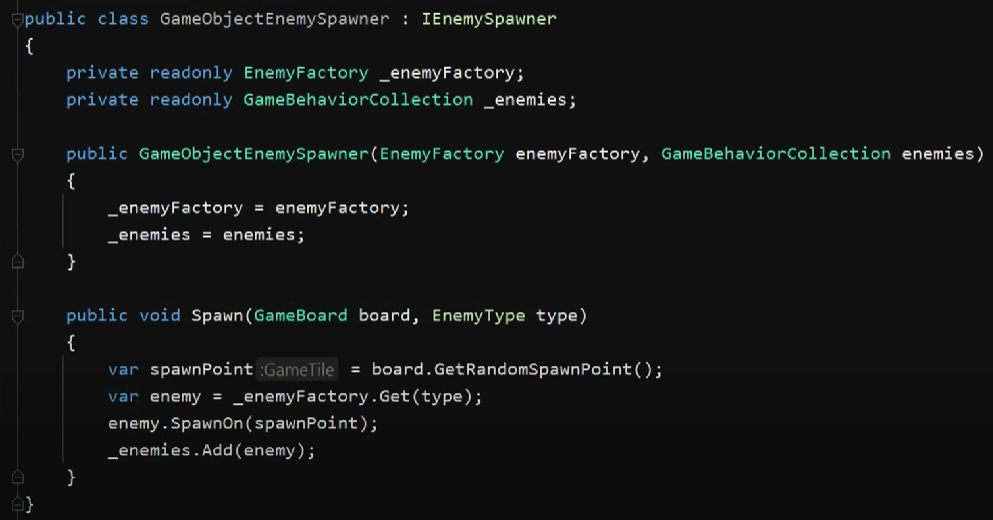 public class GameObjectEnemySpawner : IEnemySpawner
{
    private readonly EnemyFactory _enemyFactory;
    private readonly GameBehaviorCollection _enemies;

    public GameObjectEnemySpawner(EnemyFactory enemyFactory, GameBehaviorCollection enemies)
    {
        _enemyFactory = enemyFactory;
        _enemies = enemies;
    }

    public void Spawn(GameBoard board, EnemyType type)
    {
        var spawnPoint :GameTile = board.GetRandomSpawnPoint();
        var enemy = _enemyFactory.Get(type);
        enemy.SpawnOn(spawnPoint);
        _enemies.Add(enemy);
    }
}